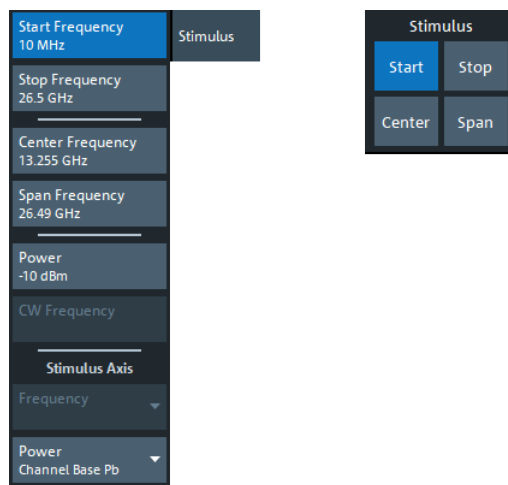 Start Frequency
10 MHz
Stimulus
Stop Frequency
26.5 GHz
Center Frequency
13.255 GHz
Span Frequency
26.49 GHz
Power
-10 dBm
CW Frequency
Stimulus Axis
Frequency
Power
Channel Base Pb
Stimulus
Start Stop
Center Span